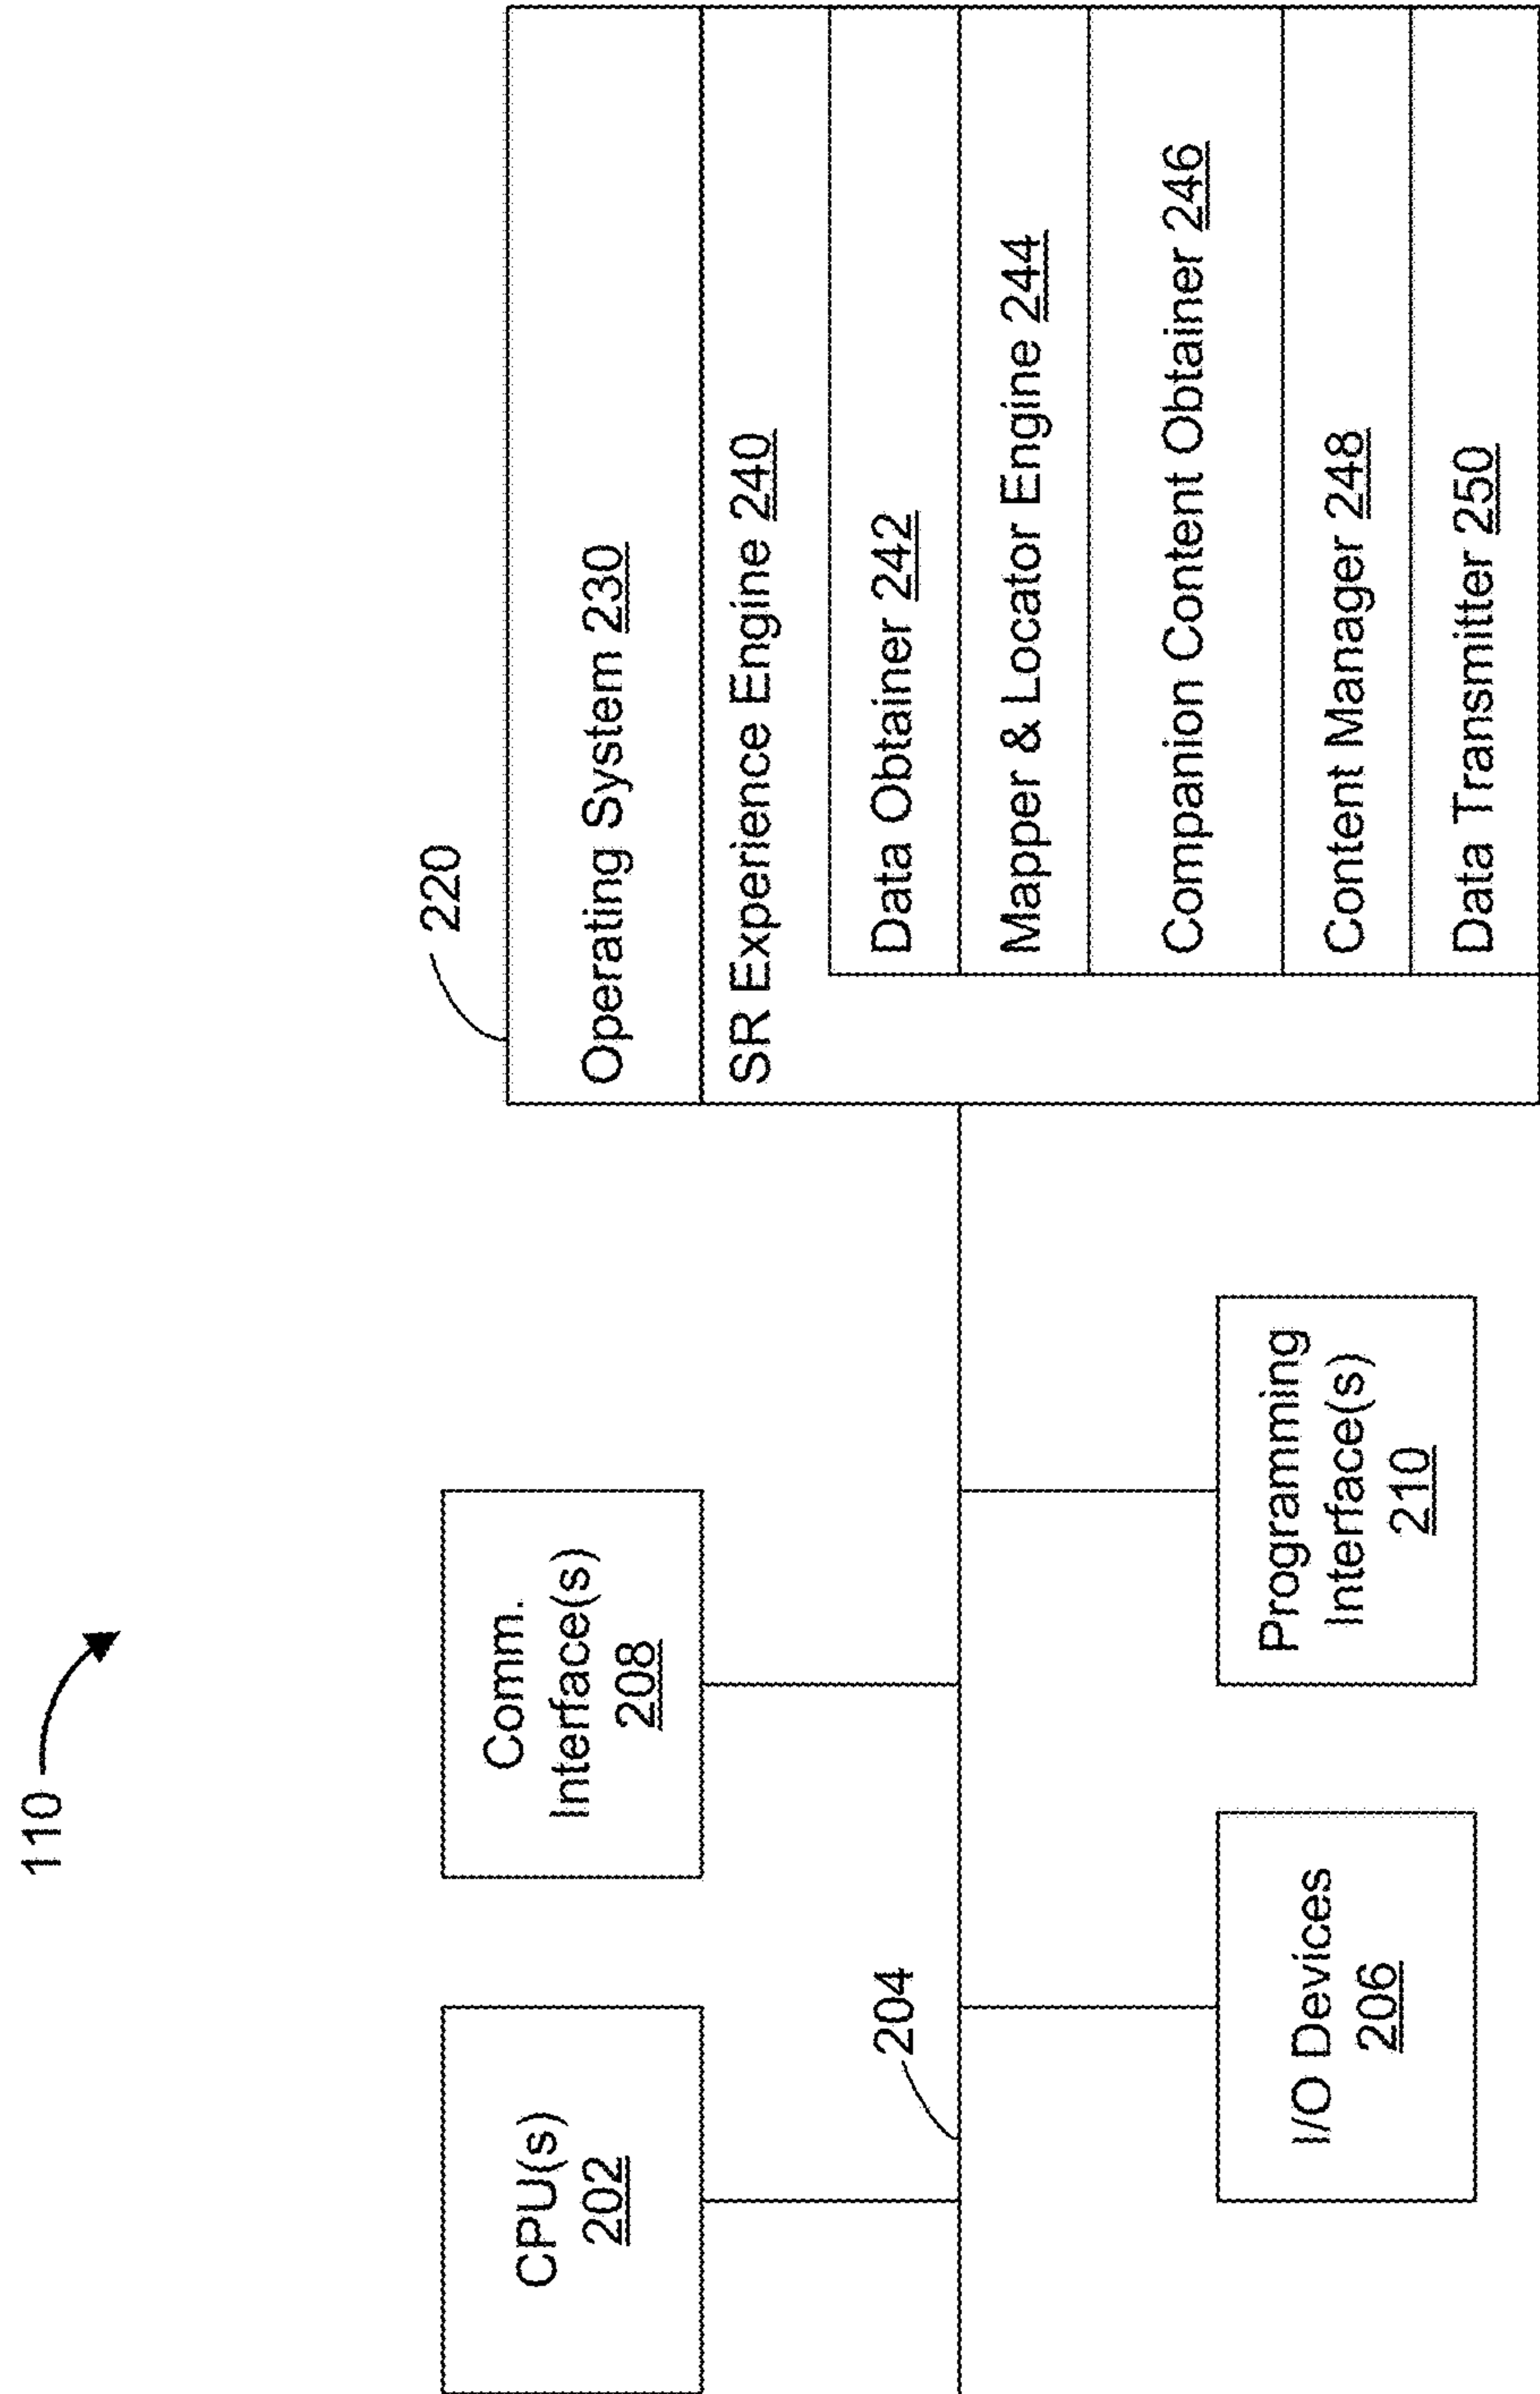 110
CPU(s)
202
Comm.
Interface(s)
208
204
I/O Devices
206
Programming
Interface(s)
210
220
Operating System 230
SR Experience Engine 240
Data Obtainer 242
Mapper & Locator Engine 244
Companion Content Obtainer 246
Content Manager 248
Data Transmitter 250